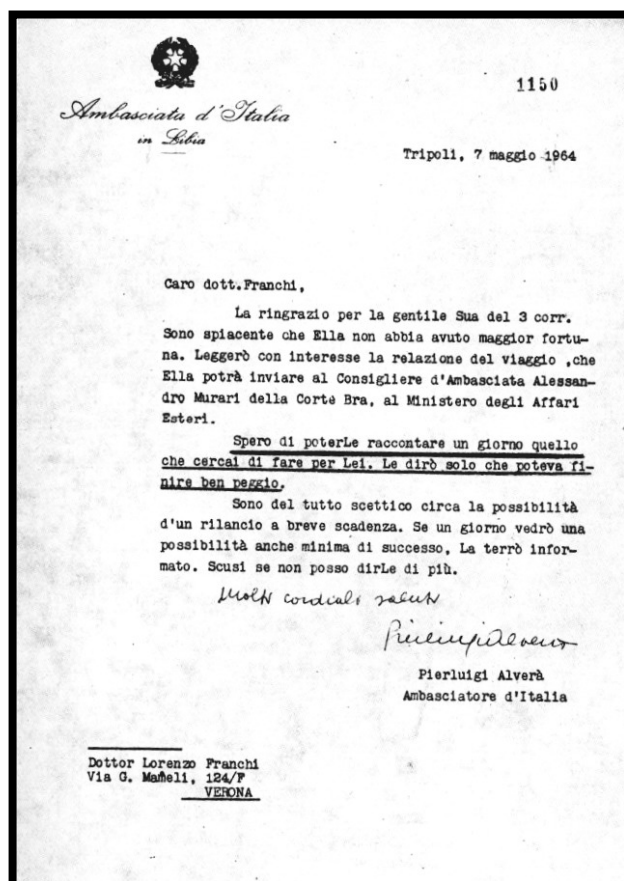 1150
Ambasciata d'Italia
in Libia
Tripoli, 7 maggio 1964
Caro dott.Franchi,
La ringrazio per la gentile Sua del 3 corr.
Sono spiacente che Ella non abbia avuto maggior fortu-
na. Leggerò con interesse la relazione del viaggio ,che
Ella potrà inviare al Consigliere d'Ambasciata Alessan-
dro Murari della Corte Bra, al Ministero degli Affari
Esteri.
Spero di poterLe raccontare un giorno quello
che cercai di fare per Lei. Le dirò solo che poteva fi-
nire ben peggio.
Sono del tutto scettico circa la possibilità
d'un rilancio a breve scadenza. Se un giorno vedrò una
possibilità anche minima di successo, La terrò infor-
mato. Scusi se non posso dirLe di più.
Molti cordiali saluti
Pierluigi Alverà
Pierluigi Alverà
Ambasciatore d'Italia
Dottor Lorenzo Franchi
Via G. Mameli, 124/F
VERONA